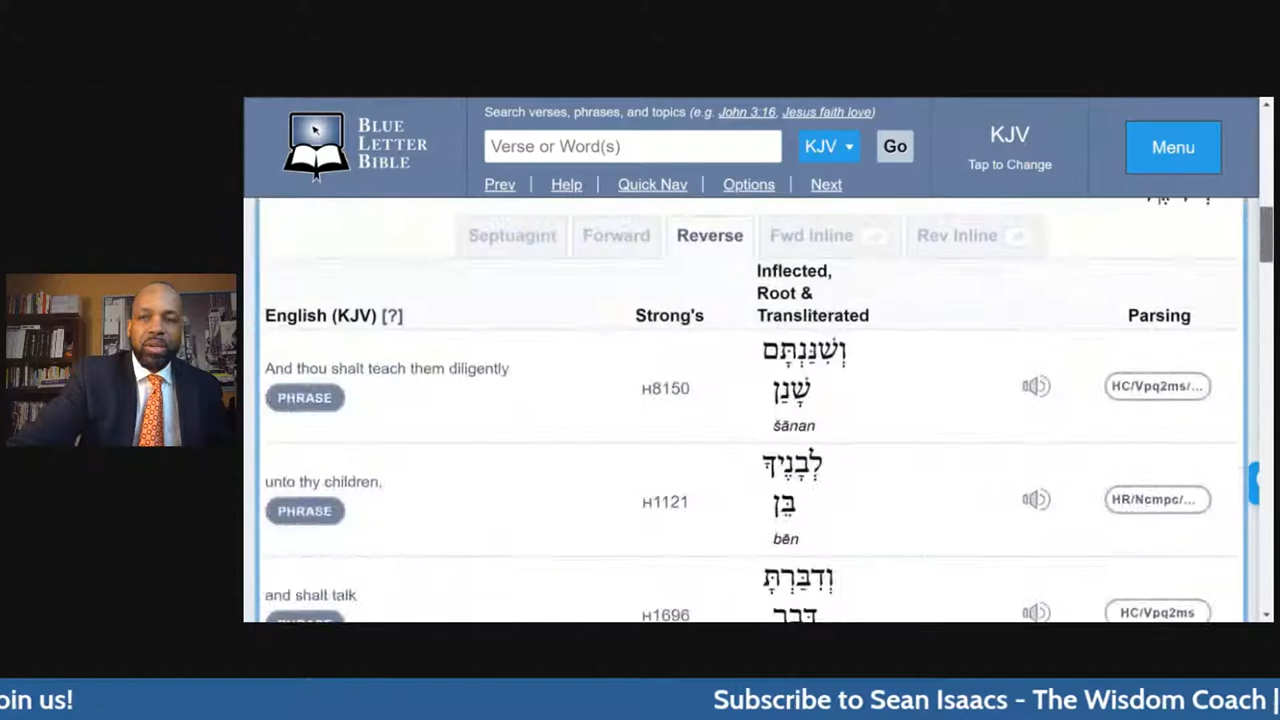 BLUE
LETTER
BIBLE
Search verses, phrases, and topics (e.g. John 3:16, Jesus faith love)
Verse or Word(s)
KJV
Go
Prev | Help | Quick Nav | Options | Next
KJV
Tap to Change
Menu
Septuagint Forward Reverse Fwd Inline Rev Inline
English (KJV) [?] Strong's Inflected,
Root &
Transliterated Parsing
And thou shalt teach them diligently
PHRASE
H8150
וְשִׁנַּנְתָּם
שָׁנַן
šānan
HC/Vpq2ms/...
unto thy children,
PHRASE
H1121
לְבָנֶיךָ
בֵּן
bēn
HR/Ncmpc/...
and shall talk
PHRASE
H1696
וְדִבַּרְתָּ
דָּבַר
HC/Vpq2ms
oin us!
Subscribe to Sean Isaacs - The Wisdom Coach |